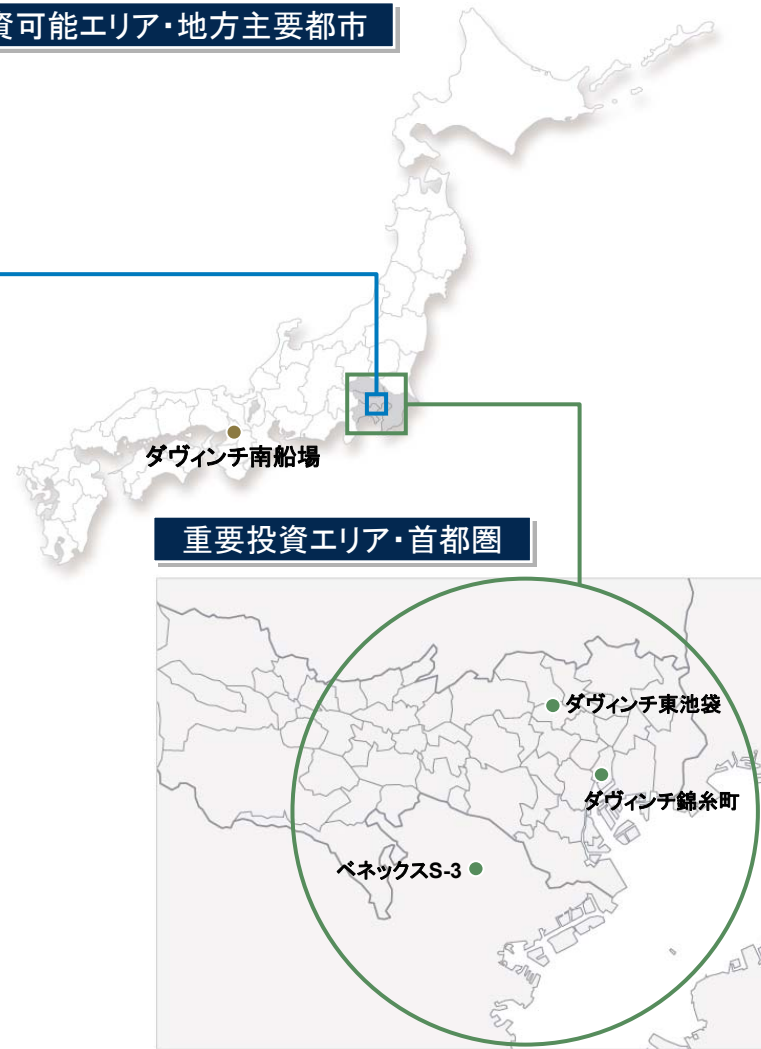 資可能エリア・地方主要都市
ダヴィンチ南船場
重要投資エリア・首都圏
ダヴィンチ東池袋
ダヴィンチ錦糸町
ベネックスS-3